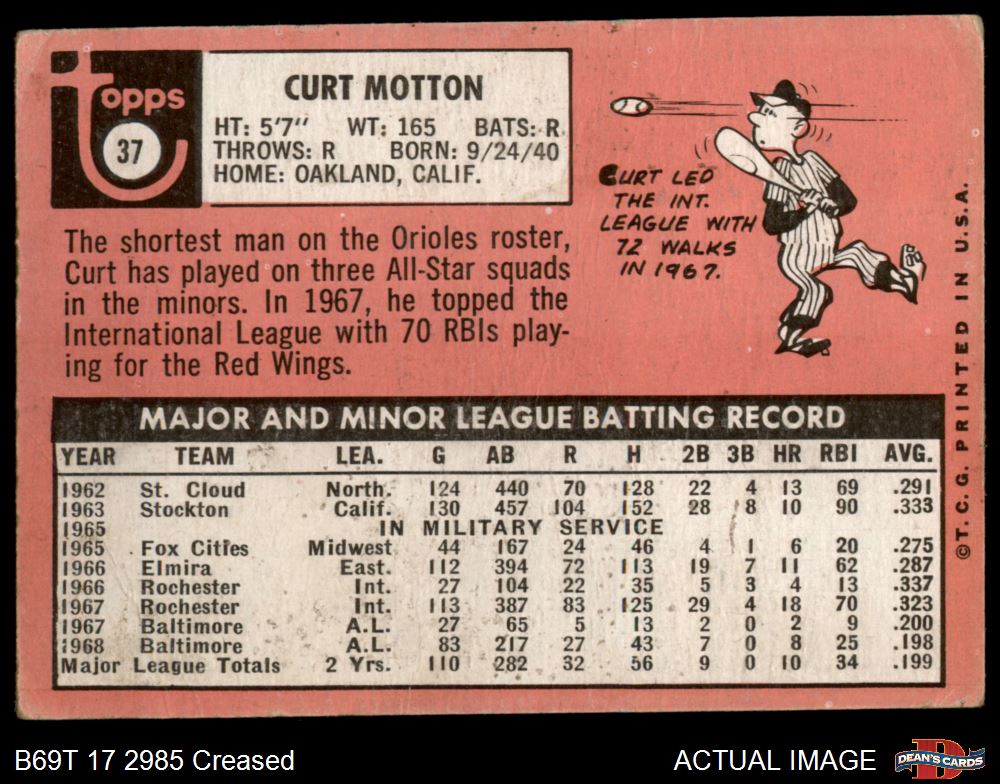 Topps
37
CURT MOTTON
HT: 5'7" WT: 165 BATS: R
THROWS: R BORN: 9/24/40
HOME: OAKLAND, CALIF.
The shortest man on the Orioles roster,
Curt has played on three All-Star squads
in the minors. In 1967, he topped the
International League with 70 RBIs play-
ing for the Red Wings.
CURT LED
THE INT.
LEAGUE WITH
72 WALKS
IN 1967.
MAJOR AND MINOR LEAGUE BATTING RECORD
YEAR TEAM LEA. G AB R H 2B 3B HR RBI AVG.
1962 St. Cloud North. 124 440 70 128 22 4 13 69 .291
1963 Stockton Calif. 130 457 104 152 28 8 10 90 .333
1965 IN MILITARY SERVICE
1965 Fox Cities Midwest 44 167 24 46 4 1 6 20 .275
1966 Elmira East. 112 394 72 113 19 7 11 62 .287
1966 Rochester Int. 27 104 22 35 5 3 4 13 .337
1967 Rochester Int. 113 387 83 125 29 4 18 70 .323
1967 Baltimore A.L. 27 65 5 13 2 0 2 9 .200
1968 Baltimore A.L. 83 217 27 43 7 0 8 25 .198
Major League Totals 2 Yrs. 110 282 32 56 9 0 10 34 .199
©T.C.G. PRINTED IN U.S.A.
B69T 17 2985 Creased
ACTUAL IMAGE
DEAN'S CARDS